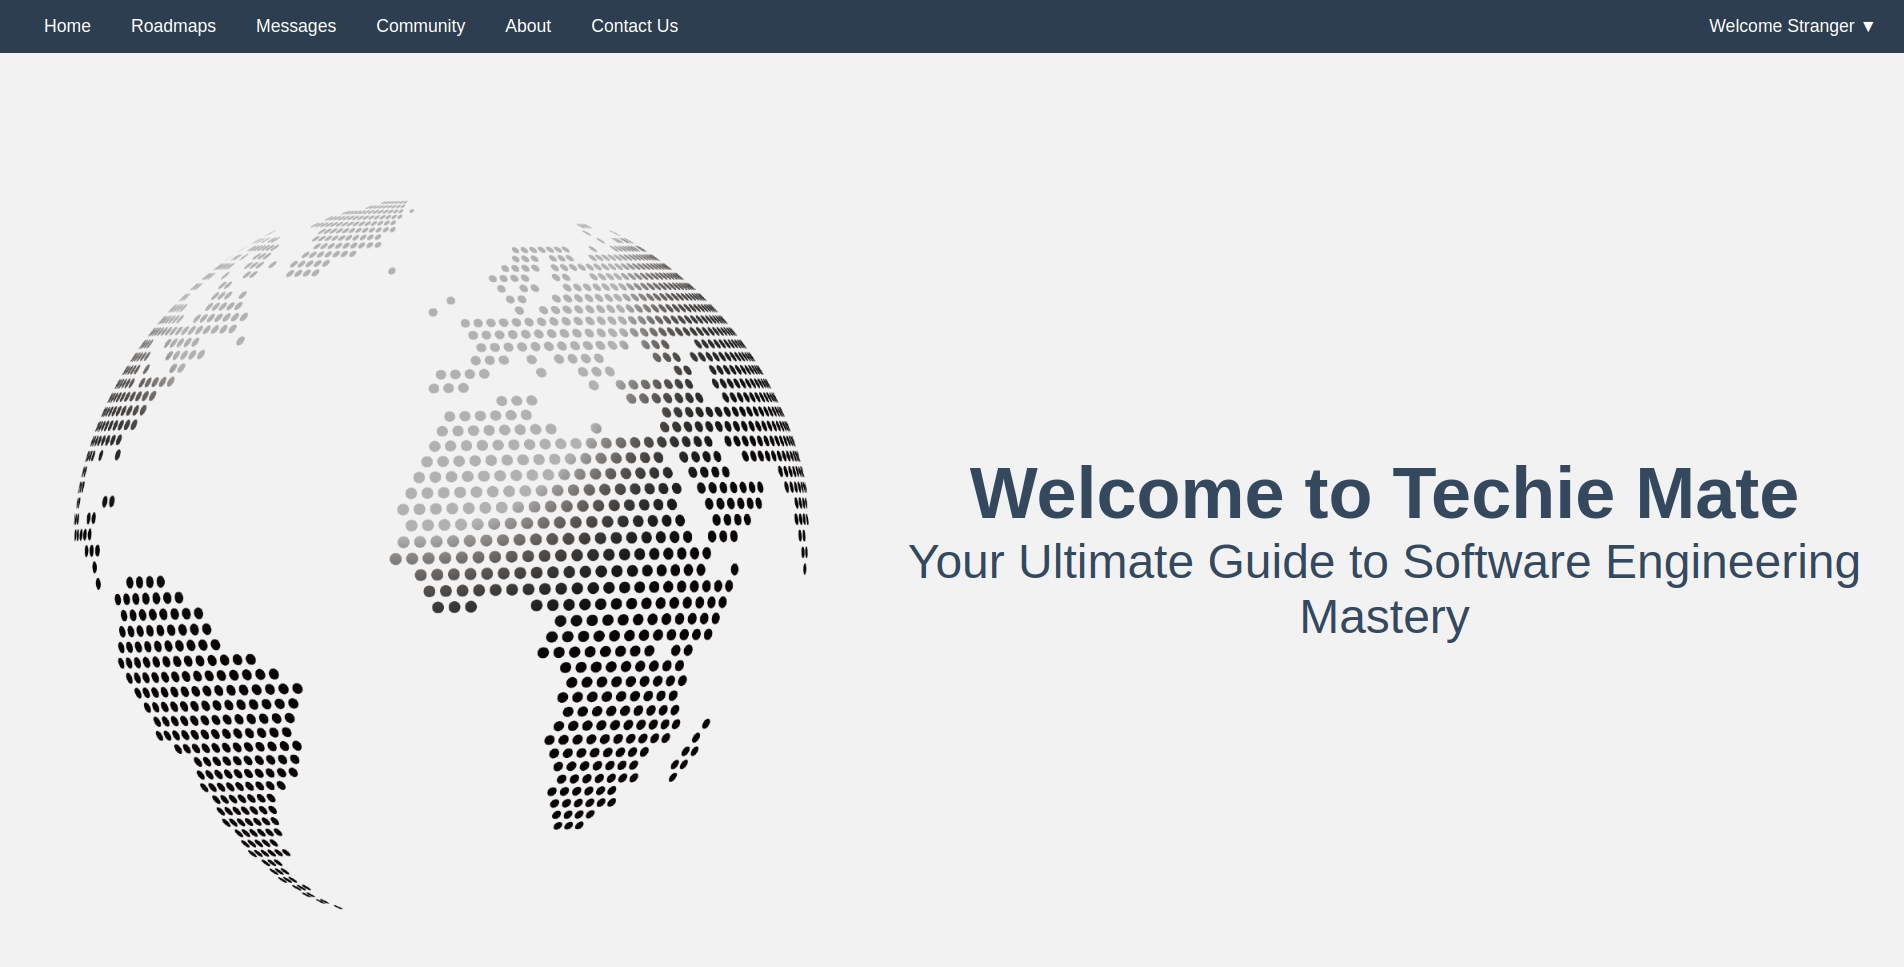 Home Roadmaps Messages Community About Contact Us Welcome Stranger ▼
Welcome to Techie Mate
Your Ultimate Guide to Software Engineering
Mastery